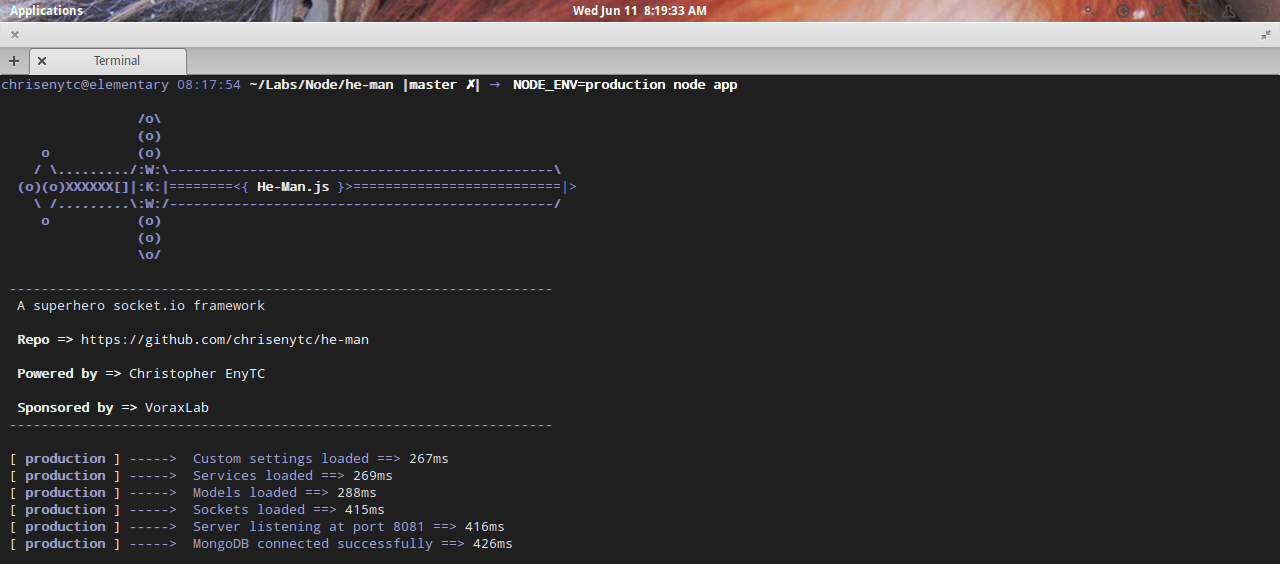 Applications
Wed Jun 11 8:19:33 AM
Terminal
chrisenytc@elementary 08:17:54 ~/Labs/Node/he-man |master ✗| → NODE_ENV=production node app
                 /o\
                 (o)
     o           (o)
    / \........./:W:\------------------------------------------------\
  (o)(o)XXXXXX[]|:K:|========<{ He-Man.js }>==========================|>
    \ /.........\:W:/------------------------------------------------/
     o           (o)
                 (o)
                 \o/
--------------------------------------------------------------------
A superhero socket.io framework
Repo => https://github.com/chrisenytc/he-man
Powered by => Christopher EnyTC
Sponsored by => VoraxLab
--------------------------------------------------------------------
[ production ] ----->  Custom settings loaded ==> 267ms
[ production ] ----->  Services loaded ==> 269ms
[ production ] ----->  Models loaded ==> 288ms
[ production ] ----->  Sockets loaded ==> 415ms
[ production ] ----->  Server listening at port 8081 ==> 416ms
[ production ] ----->  MongoDB connected successfully ==> 426ms